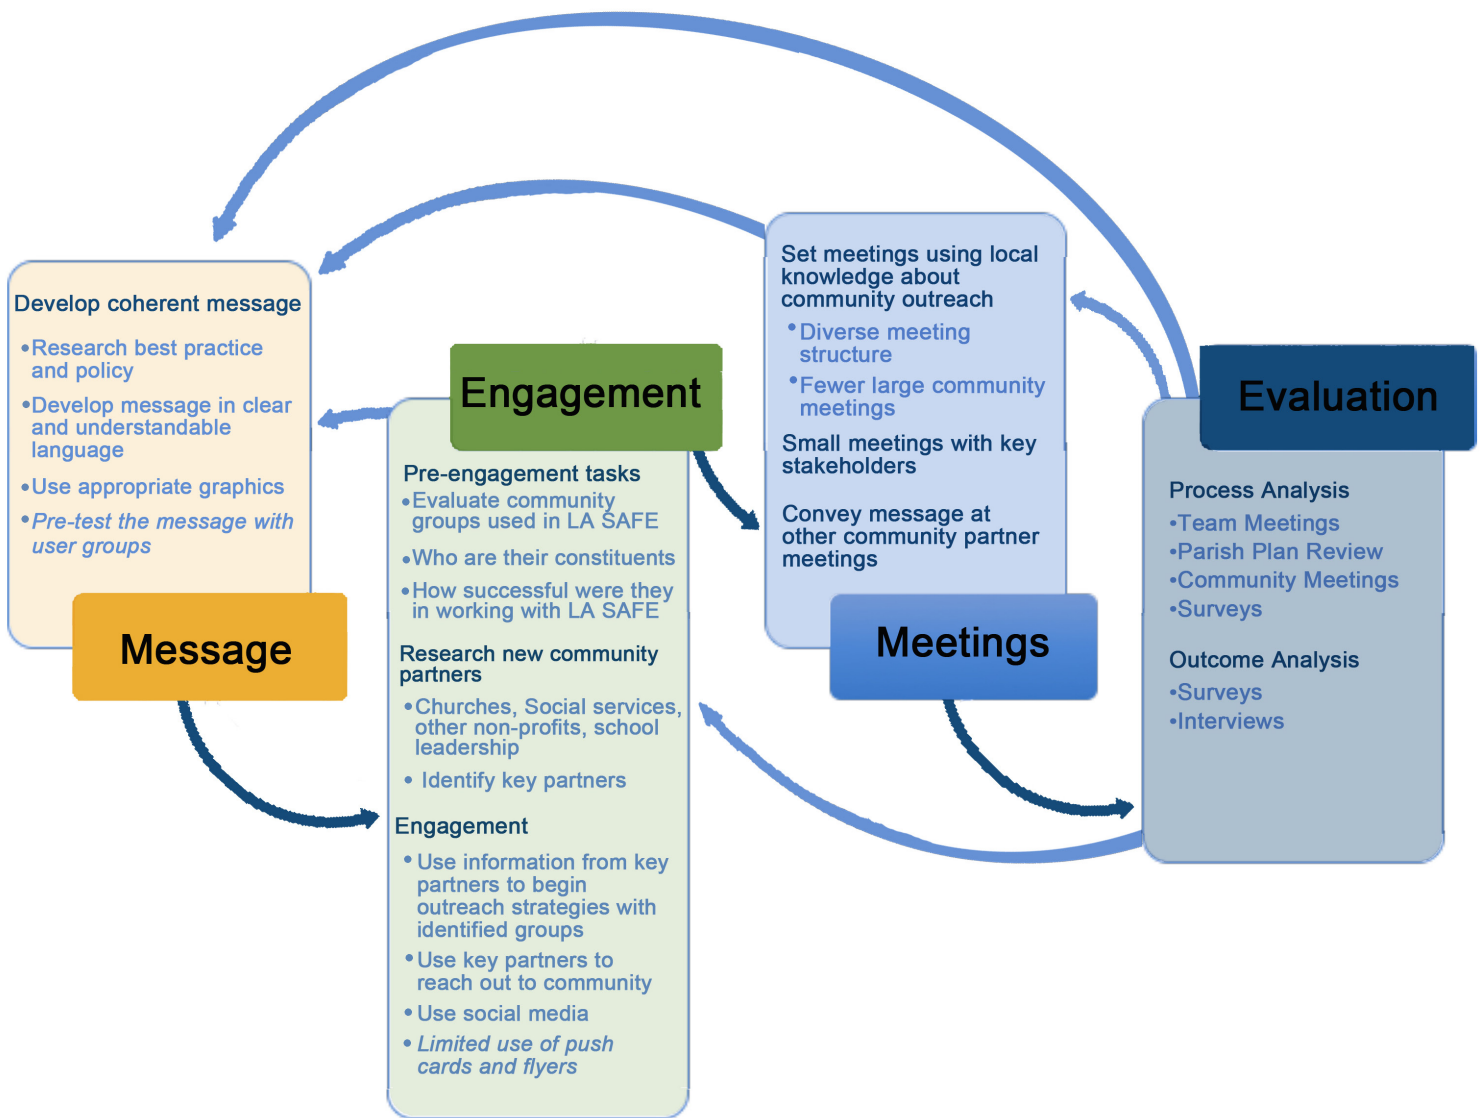 Develop coherent message
•Research best practice
and policy
•Develop message in clear
and understandable
language
•Use appropriate graphics
•Pre-test the message with
user groups
Message
Engagement
Pre-engagement tasks
•Evaluate community
groups used in LA SAFE
•Who are their constituents
•How successful were they
in working with LA SAFE
Research new community
partners
•Churches, Social services,
other non-profits, school
leadership
• Identify key partners
Engagement
•Use information from key
partners to begin
outreach strategies with
identified groups
•Use key partners to
reach out to community
•Use social media
•Limited use of push
cards and flyers
Set meetings using local
knowledge about
community outreach
•Diverse meeting
structure
•Fewer large community
meetings
Small meetings with key
stakeholders
Convey message at
other community partner
meetings
Meetings
Evaluation
Process Analysis
•Team Meetings
•Parish Plan Review
•Community Meetings
•Surveys
Outcome Analysis
•Surveys
•Interviews